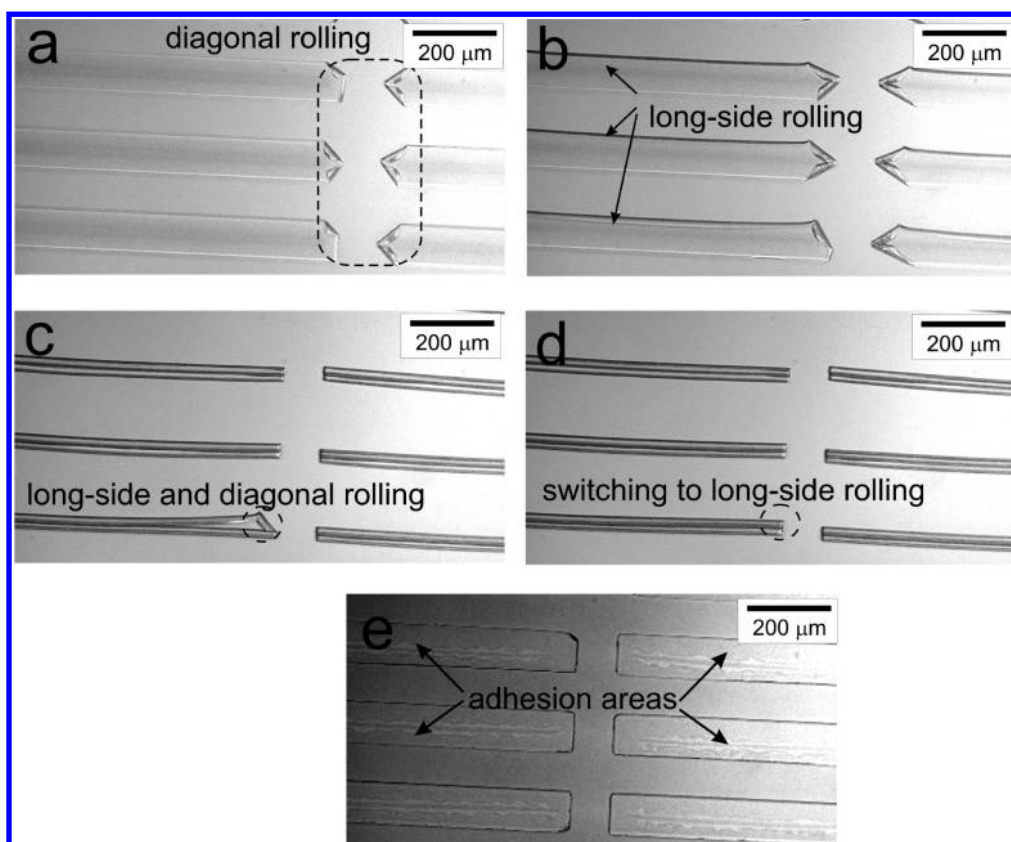 a
diagonal rolling
200 μm
b
200 μm
long-side rolling
c
200 μm
long-side and diagonal rolling
d
200 μm
switching to long-side rolling
e
200 μm
adhesion areas